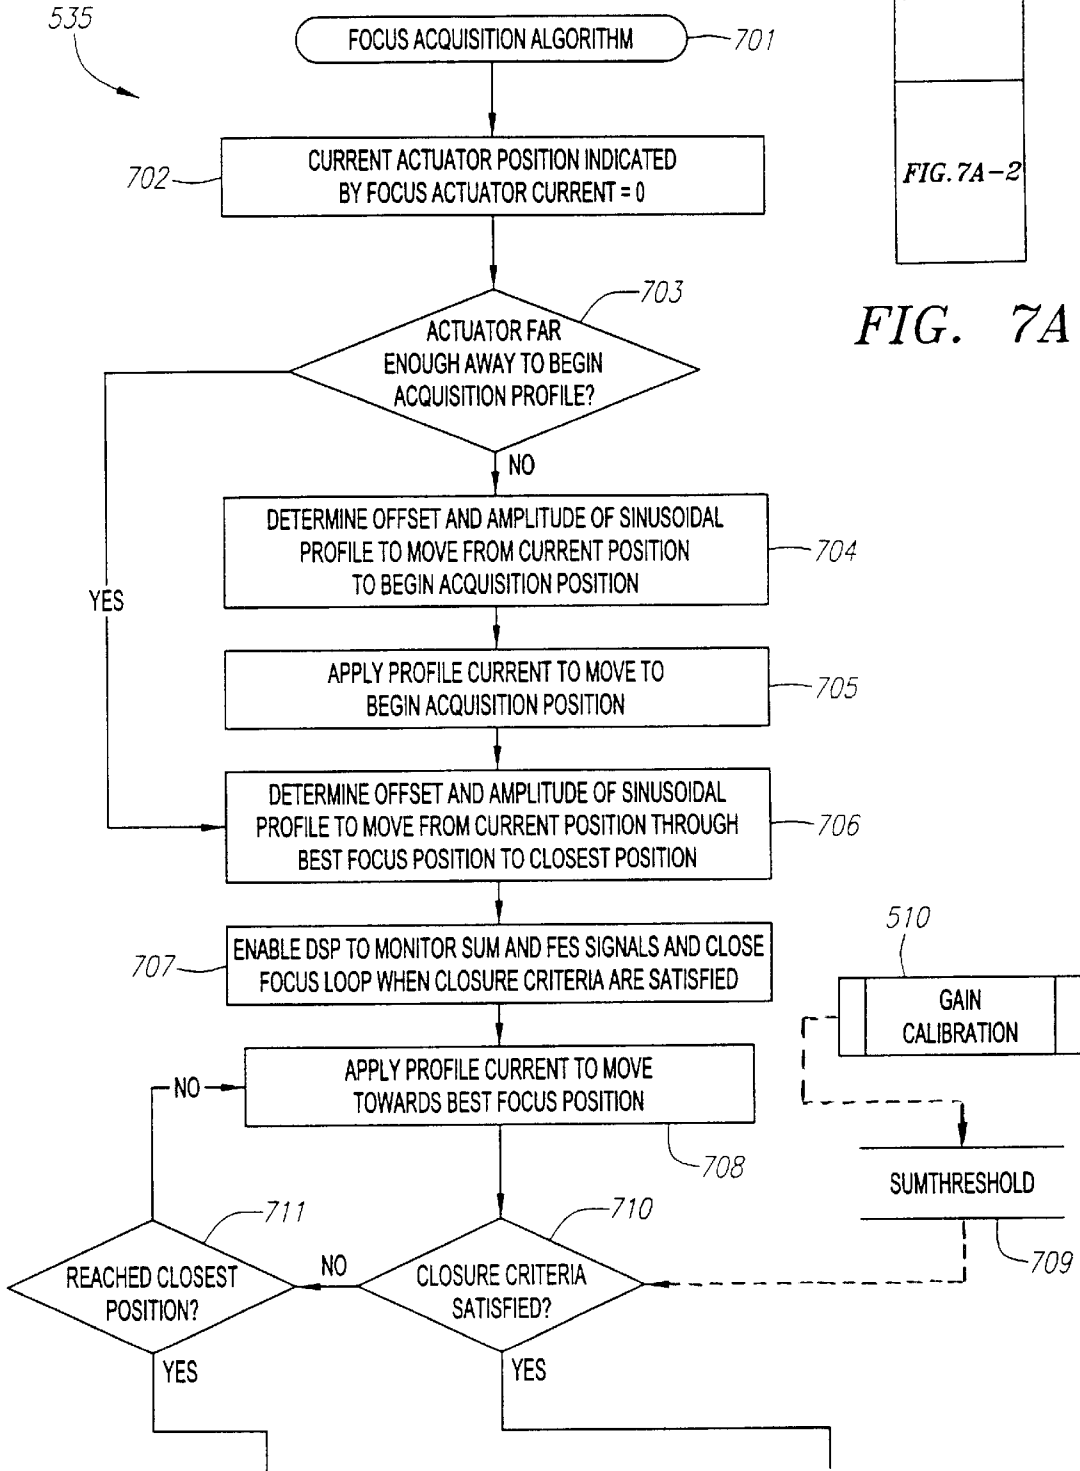 535
FOCUS ACQUISITION ALGORITHM
701
702
CURRENT ACTUATOR POSITION INDICATED
BY FOCUS ACTUATOR CURRENT = 0
FIG. 7A-2
FIG. 7A
703
ACTUATOR FAR
ENOUGH AWAY TO BEGIN
ACQUISITION PROFILE?
NO
YES
DETERMINE OFFSET AND AMPLITUDE OF SINUSOIDAL
PROFILE TO MOVE FROM CURRENT POSITION
TO BEGIN ACQUISITION POSITION
704
APPLY PROFILE CURRENT TO MOVE TO
BEGIN ACQUISITION POSITION
705
DETERMINE OFFSET AND AMPLITUDE OF SINUSOIDAL
PROFILE TO MOVE FROM CURRENT POSITION THROUGH
BEST FOCUS POSITION TO CLOSEST POSITION
706
707
ENABLE DSP TO MONITOR SUM AND FES SIGNALS AND CLOSE
FOCUS LOOP WHEN CLOSURE CRITERIA ARE SATISFIED
510
GAIN
CALIBRATION
NO
APPLY PROFILE CURRENT TO MOVE
TOWARDS BEST FOCUS POSITION
708
SUMTHRESHOLD
709
711
REACHED CLOSEST
POSITION?
NO
710
CLOSURE CRITERIA
SATISFIED?
YES
YES